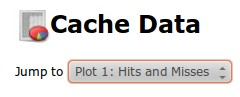 Cache Data
Jump to Plot 1: Hits and Misses